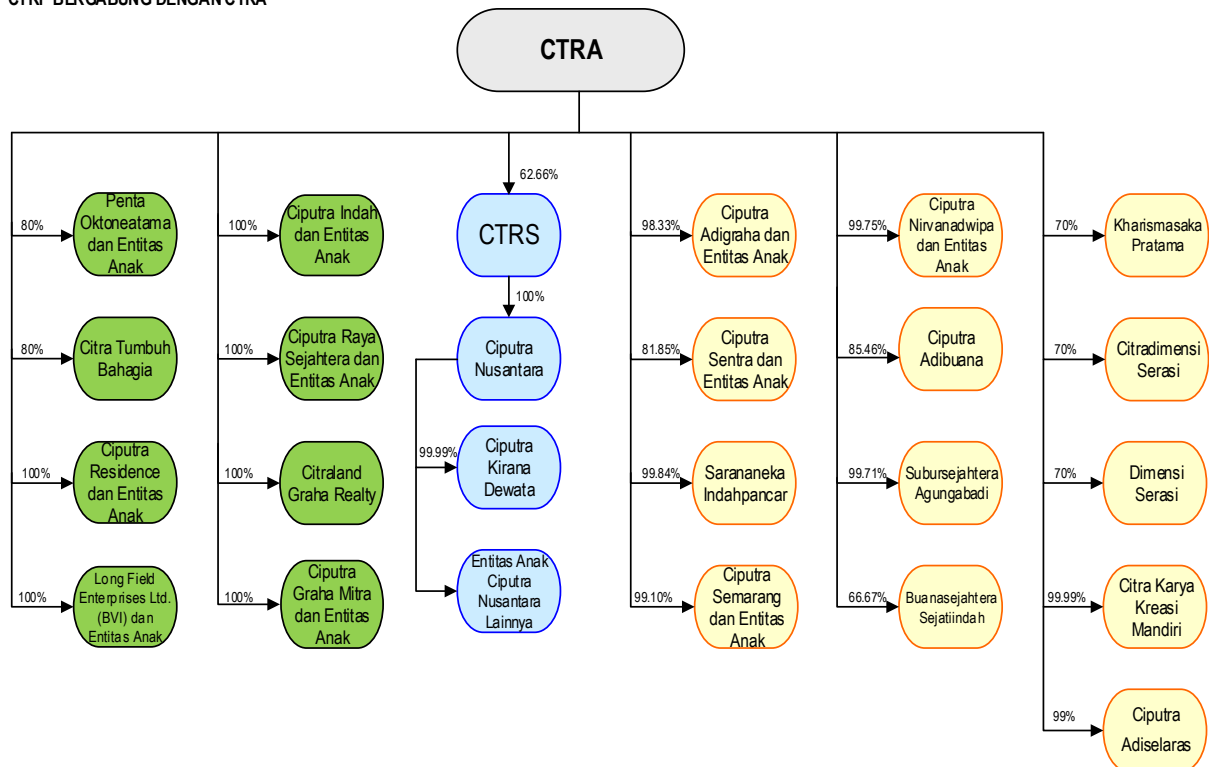 CTRP BERGABUNG DENGAN CTRA
CTRA
80%
Penta
Oktoneatama
dan Entitas
Anak
80%
Citra Tumbuh
Bahagia
100%
Ciputra
Residence
dan Entitas
Anak
100%
Long Field
Enterprises Ltd.
(BVI) dan
Entitas Anak
100%
Ciputra Indah
dan Entitas
Anak
100%
Ciputra Raya
Sejahtera dan
Entitas Anak
100%
Citraland
Graha Realty
100%
Ciputra
Graha Mitra
dan Entitas
Anak
62.66%
CTRS
100%
Ciputra
Nusantara
99.99%
Ciputra
Kirana
Dewata
Entitas Anak
Ciputra
Nusantara
Lainnya
98.33%
Ciputra
Adigraha dan
Entitas Anak
81.85%
Ciputra
Sentra dan
Entitas Anak
99.84%
Sarananeka
Indahpancar
99.10%
Ciputra
Semarang
dan Entitas
Anak
99.75%
Ciputra
Nirvanadwipa
dan Entitas
Anak
85.46%
Ciputra
Adibuana
99.71%
Subursejahtera
Agungabadi
66.67%
Buanasejahtera
Sejatiindah
70%
Kharismasaka
Pratama
70%
Citradimensi
Serasi
70%
Dimensi
Serasi
99.99%
Citra Karya
Kreasi
Mandiri
99%
Ciputra
Adiselaras